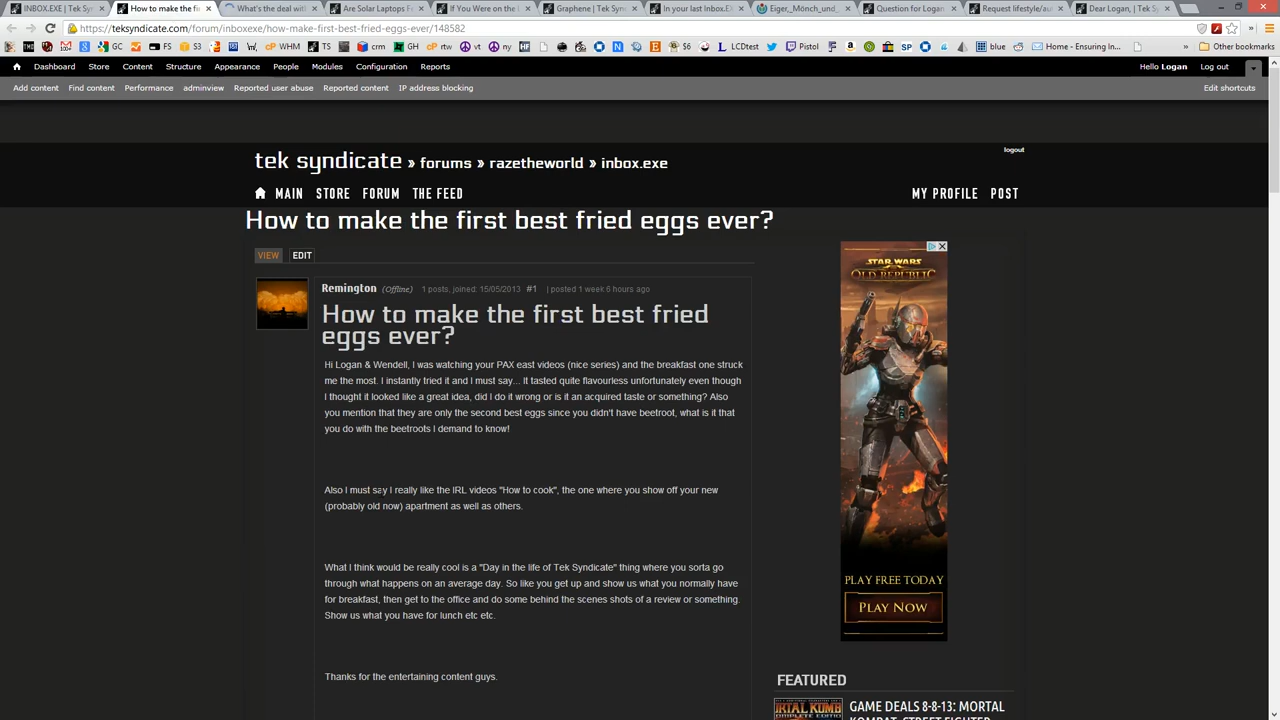 INBOX.EXE | Tek Syn
How to make the fi
What's the deal with
Are Solar Laptops F
If You Were on the
Graphene | Tek Syn
In your last Inbox.EX
Eiger,_Mönch_und_
Question for Logan
Request lifestyle/au
Dear Logan, | Tek Sy
https://teksyndicate.com/forum/inboxexe/how-make-first-best-fried-eggs-ever/148582
GC FS WHM TS crm GH rtw vt ny HF $6 LCDtest Pistol SP blue Home - Ensuring In... » Other bookmarks
Dashboard Store Content Structure Appearance People Modules Configuration Reports Hello Logan Log out
Add content Find content Performance adminview Reported user abuse Reported content IP address blocking Edit shortcuts
logout
tek syndicate » forums » razetheworld » inbox.exe
MAIN STORE FORUM THE FEED MY PROFILE POST
How to make the first best fried eggs ever?
VIEW EDIT
Remington (Offline) 1 posts, joined: 15/05/2013 #1 | posted 1 week 6 hours ago
How to make the first best fried
eggs ever?
Hi Logan & Wendell, I was watching your PAX east videos (nice series) and the breakfast one struck
me the most. I instantly tried it and I must say... It tasted quite flavourless unfortunately even though
I thought it looked like a great idea, did I do it wrong or is it an acquired taste or something? Also
you mention that they are only the second best eggs since you didn't have beetroot, what is it that
you do with the beetroots I demand to know!
Also I must say I really like the IRL videos "How to cook", the one where you show off your new
(probably old now) apartment as well as others.
What I think would be really cool is a "Day in the life of Tek Syndicate" thing where you sorta go
through what happens on an average day. So like you get up and show us what you normally have
for breakfast, then get to the office and do some behind the scenes shots of a review or something.
Show us what you have for lunch etc etc.
Thanks for the entertaining content guys.
STAR WARS
THE OLD REPUBLIC
PLAY FREE TODAY
PLAY NOW
FEATURED
GAME DEALS 8-8-13: MORTAL
KOMBAT, STREET FIGHTER